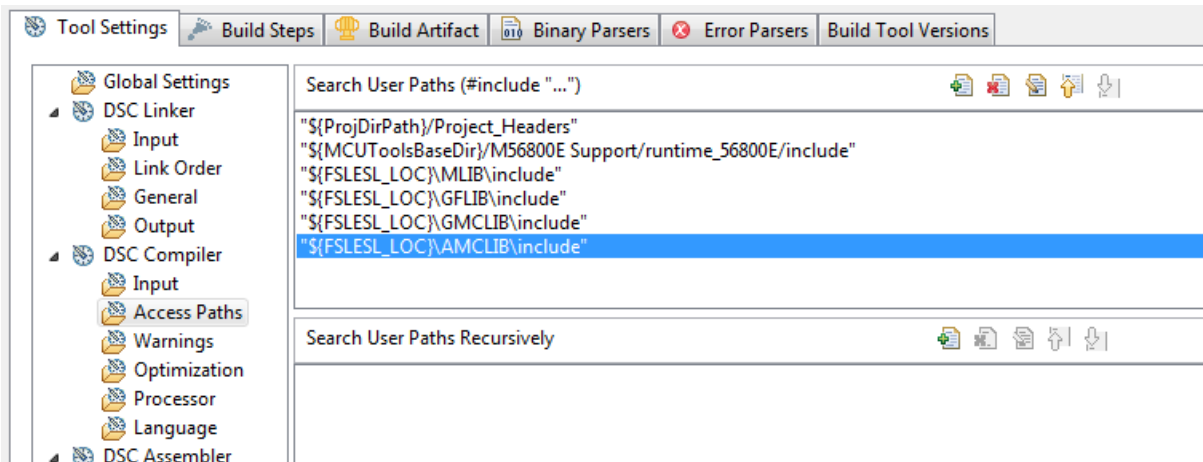 Tool Settings Build Steps Build Artifact Binary Parsers Error Parsers Build Tool Versions
Global Settings
DSC Linker
Input
Link Order
General
Output
DSC Compiler
Input
Access Paths
Warnings
Optimization
Processor
Language
DSC Assembler
Search User Paths (#include "...")
"${ProjDirPath}/Project_Headers"
"${MCUToolsBaseDir}/M56800E Support/runtime_56800E/include"
"${FSLESL_LOC}\MLIB\include"
"${FSLESL_LOC}\GFLIB\include"
"${FSLESL_LOC}\GMCLIB\include"
"${FSLESL_LOC}\AMCLIB\include"
Search User Paths Recursively